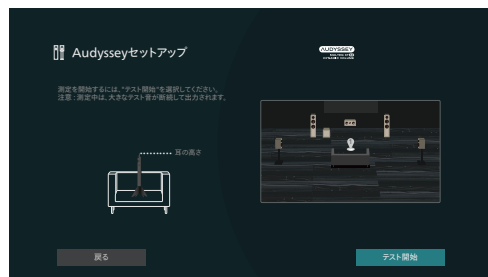 Audysseyセットアップ
AUDYSSEY
測定を開始するには、“テスト開始”を選択してください。
注意：測定中は、大きなテスト音が断続して出力されます。
耳の高さ
戻る
テスト開始